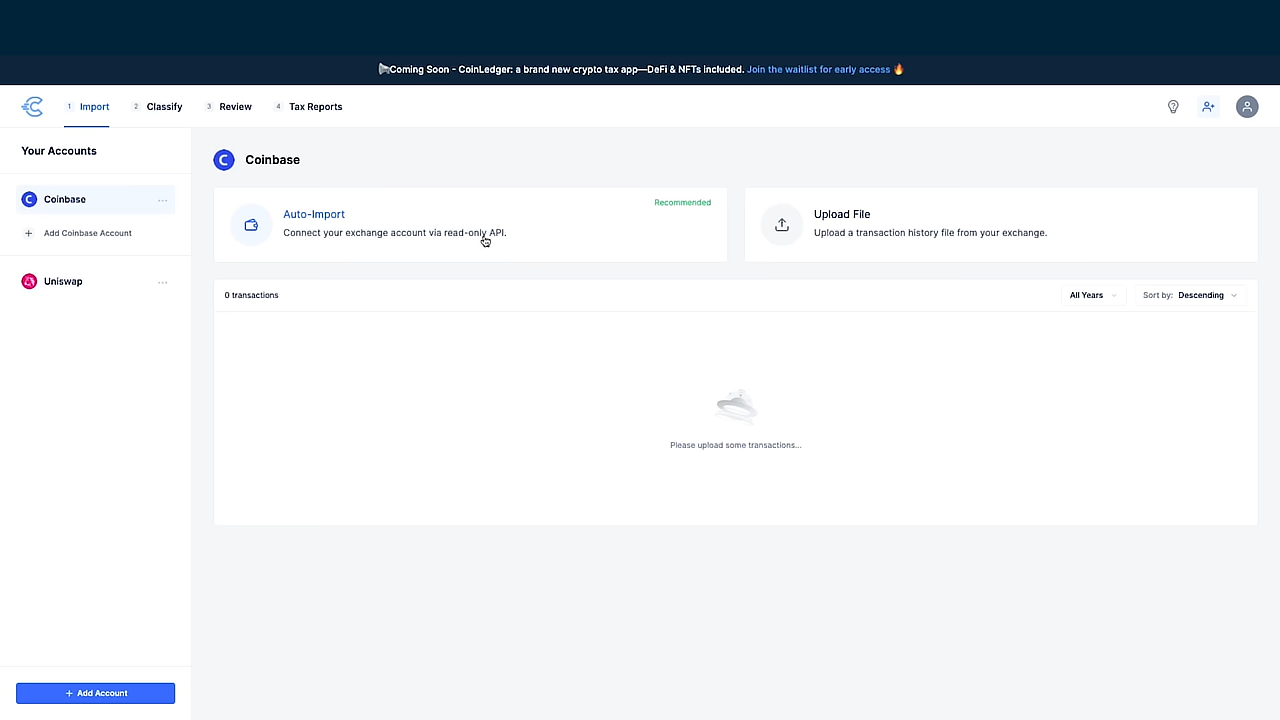 Coming Soon - CoinLedger: a brand new crypto tax app—DeFi & NFTs included. Join the waitlist for early access
1 Import 2 Classify 3 Review 4 Tax Reports
Your Accounts
Coinbase
Add Coinbase Account
Uniswap
+ Add Account
Coinbase
Recommended
Auto-Import
Connect your exchange account via read-only API.
Upload File
Upload a transaction history file from your exchange.
0 transactions
All Years
Sort by: Descending
Please upload some transactions...